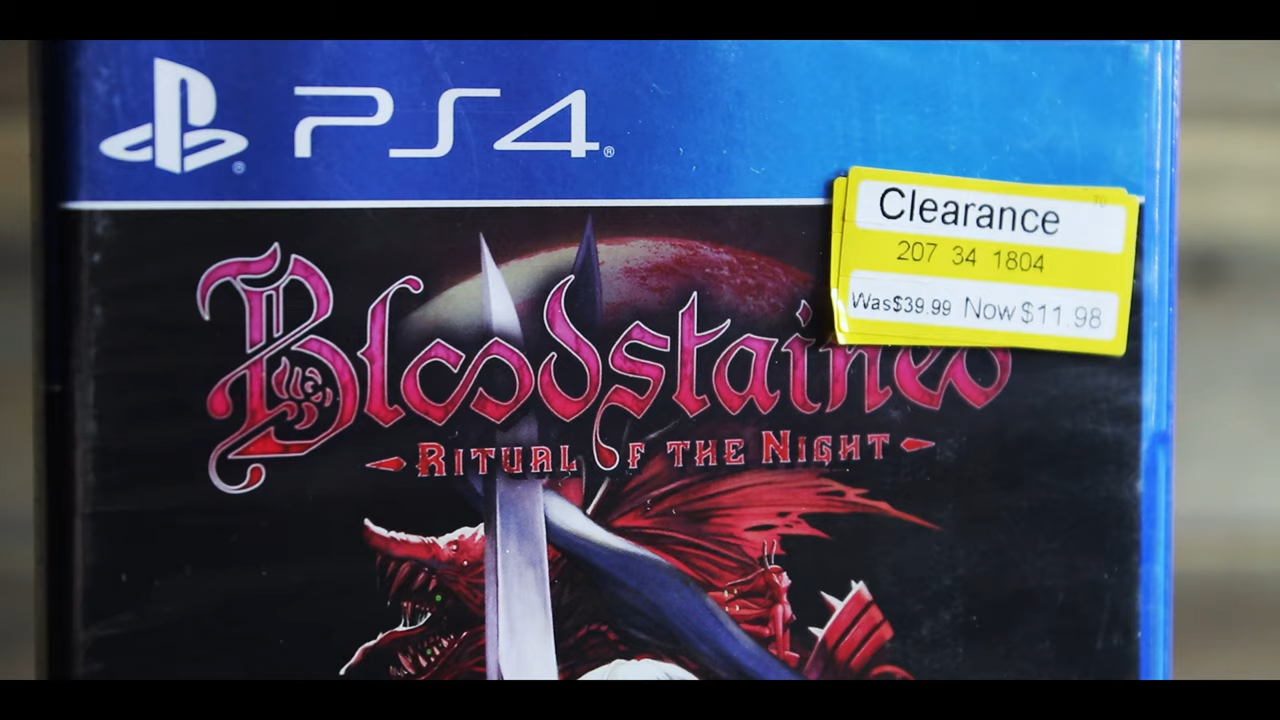 PS4®
Clearance
207 34 1804
Was$39.99 Now $11.98
Bloodstained
Ritual of the Night